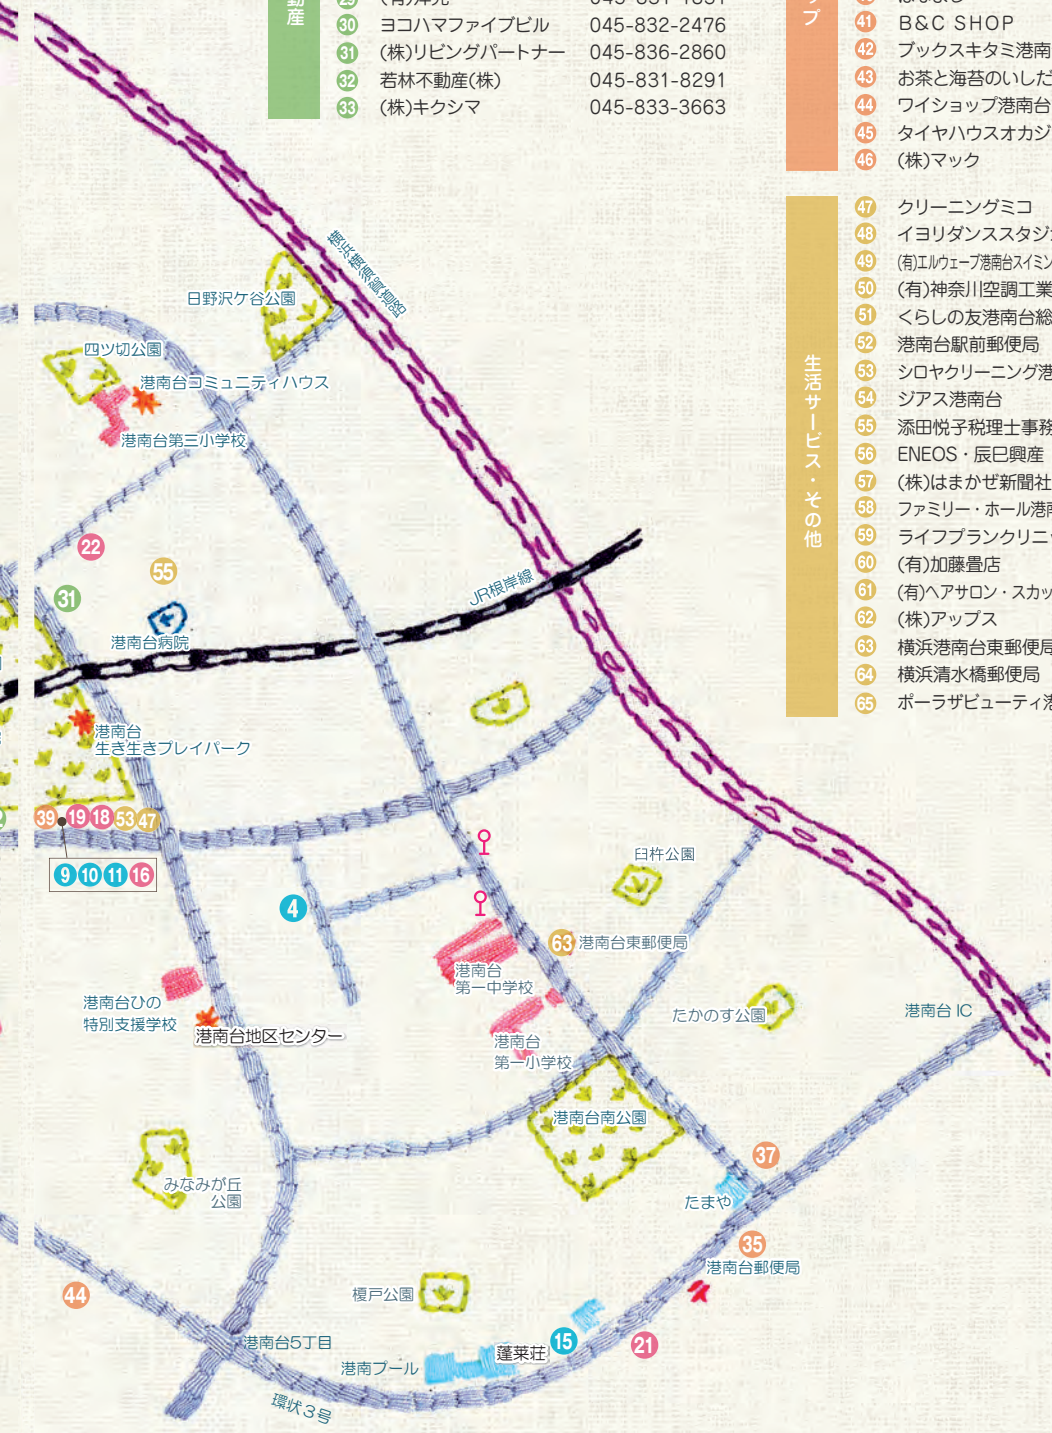 動産
30 ヨコハマファイブビル 045-832-2476
31 (株)リビングパートナー 045-836-2860
32 若林不動産(株) 045-831-8291
33 (株)キクシマ 045-833-3663
プ
41 B&C SHOP
42 ブックスキタミ港南
43 お茶と海苔のいしだ
44 ワイショップ港南台
45 タイヤハウスオカジ
46 (株)マック
生活サービス・その他
47 クリーニングミコ
48 イヨリダンススタジ
49 (有)エルウェーブ港南台スイミン
50 (有)神奈川空調工業
51 くらしの友港南台総
52 港南台駅前郵便局
53 シロヤクリーニング港
54 ジアス港南台
55 添田悦子税理士事務
56 ENEOS・辰巳興産
57 (株)はまかぜ新聞社
58 ファミリー・ホール港南
59 ライフプランクリニッ
60 (有)加藤畳店
61 (有)ヘアサロン・スカッ
62 (株)アップス
63 横浜港南台東郵便局
64 横浜清水橋郵便局
65 ポーラザビューティ港
横浜横須賀道路
日野沢ケ谷公園
四ツ切公園
港南台コミュニティハウス
港南台第三小学校
22
55
31
港南台病院
JR根岸線
港南台
生き生きプレイパーク
39 19 18 53 47
9 10 11 16
4
臼杵公園
63 港南台東郵便局
港南台
第一中学校
港南台ひの
特別支援学校
港南台地区センター
たかのす公園
港南台 IC
港南台
第一小学校
港南台南公園
37
みなみが丘
公園
たまや
35
港南台郵便局
44
榎戸公園
15
21
港南台5丁目
蓬莱荘
港南プール
環状3号